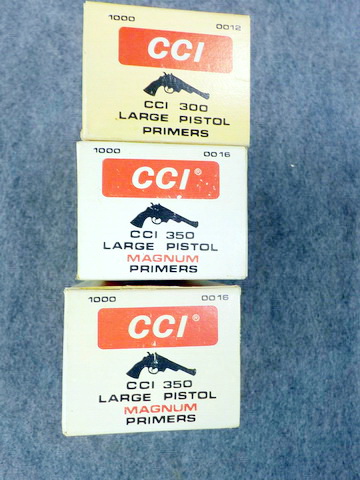 1000 0012
CCI
CCI 300
LARGE PISTOL
PRIMERS
1000 0016
CCI®
CCI 350
LARGE PISTOL
MAGNUM
PRIMERS
1000 0016
CCI®
CCI 350
LARGE PISTOL
MAGNUM
PRIMERS